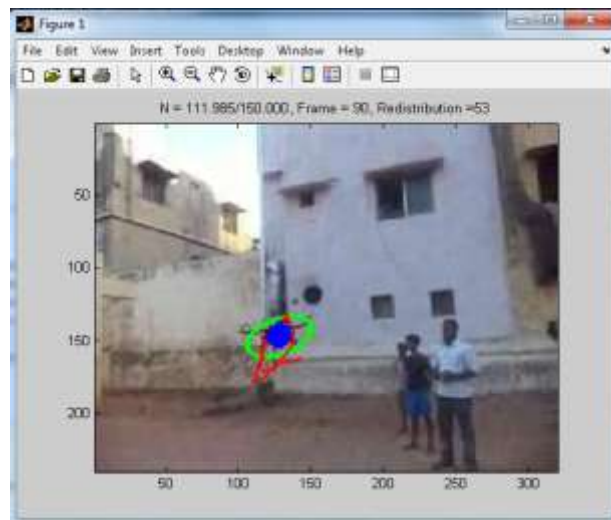 Figure 1
File Edit View Insert Tools Desktop Window Help
N = 111.985/150.000, Frame = 90, Redistribution =53
50
100
150
200
50 100 150 200 250 300